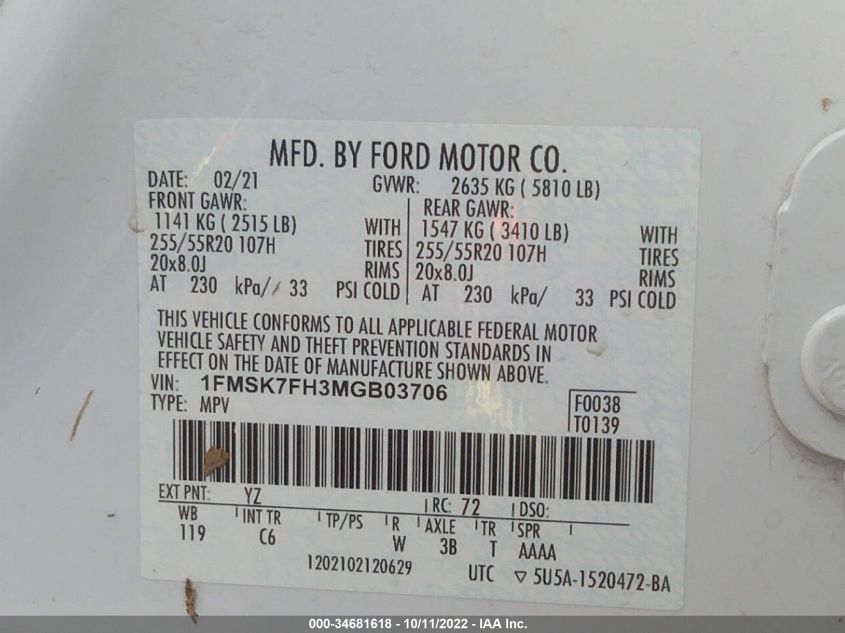 MFD. BY FORD MOTOR CO.
DATE: 02/21 GVWR: 2635 KG ( 5810 LB)
FRONT GAWR: REAR GAWR:
1141 KG ( 2515 LB) WITH 1547 KG ( 3410 LB) WITH
255/55R20 107H TIRES 255/55R20 107H TIRES
20x8.0J RIMS 20x8.0J RIMS
AT 230 kPa/ 33 PSI COLD AT 230 kPa/ 33 PSI COLD
THIS VEHICLE CONFORMS TO ALL APPLICABLE FEDERAL MOTOR
VEHICLE SAFETY AND THEFT PREVENTION STANDARDS IN
EFFECT ON THE DATE OF MANUFACTURE SHOWN ABOVE.
VIN: 1FMSK7FH3MGB03706
TYPE: MPV
F0038
T0139
EXT PNT: YZ RC: 72 DSO:
WB INT TR TP/PS R AXLE TR SPR
119 C6 W 3B T AAAA
1202102120629 UTC ▽ 5U5A-1520472-BA
000-34681618 - 10/11/2022 - IAA Inc.